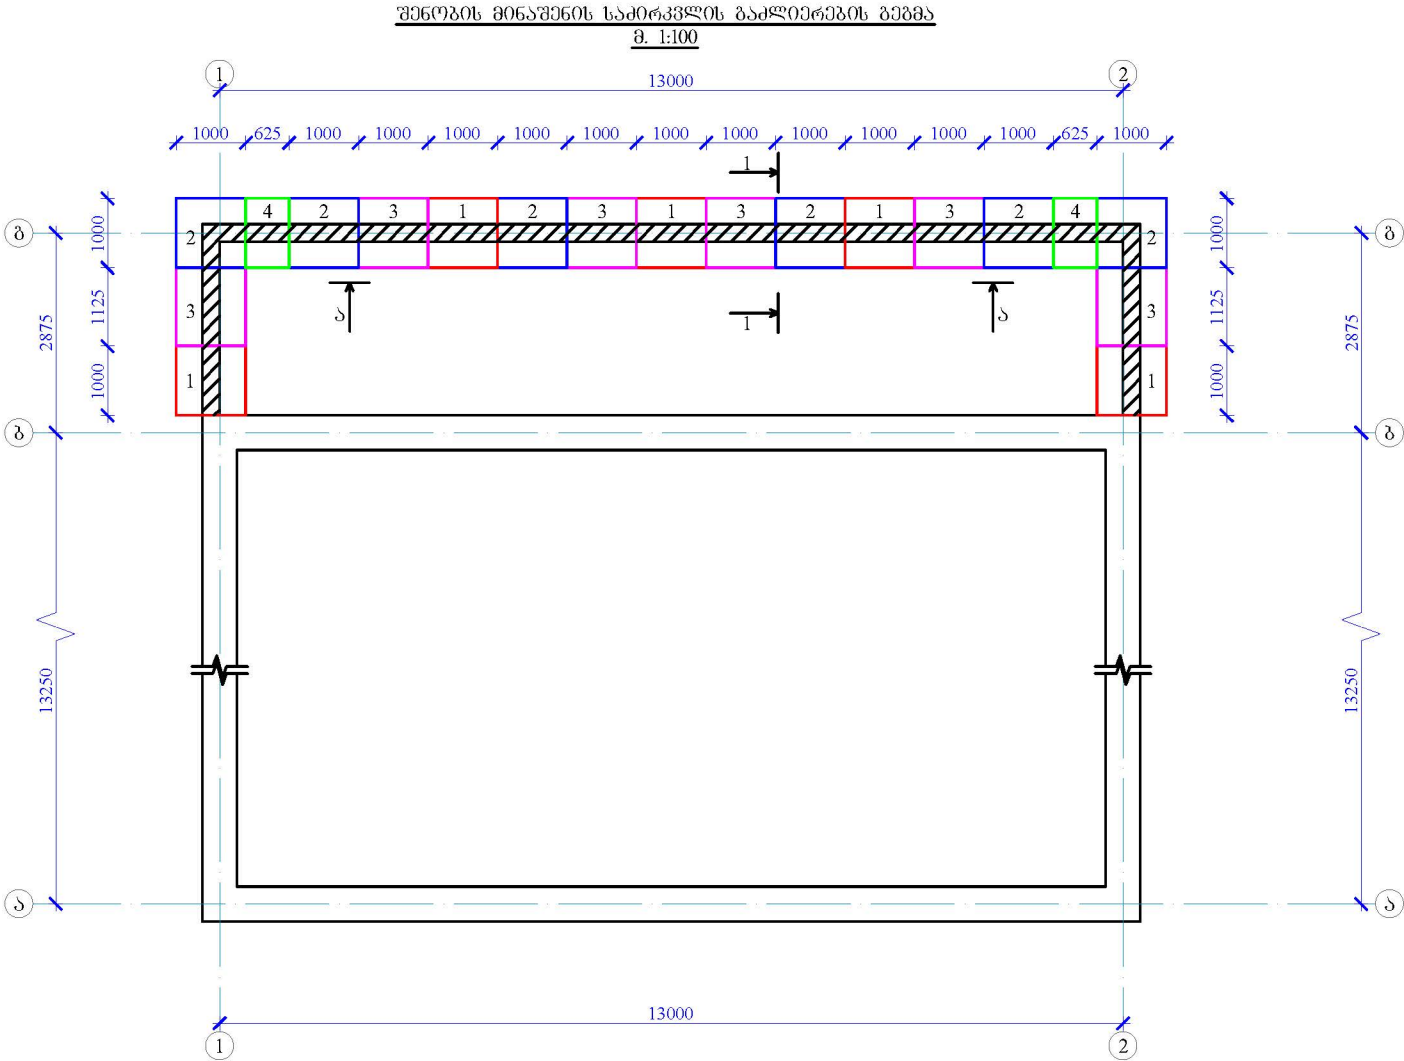 შენობის მინაშენის საძირკვლის გაძლიერების გეგმა
მ. 1:100
1 2
13000
1000 625 1000 1000 1000 1000 1000 1000 1000 1000 1000 1000 1000 625 1000
1
4 2 3 1 2 3 1 3 2 1 3 2 4
გ 1000 2 2 1000 გ
2875 1125 3 ა 1 ა 3 1125 2875
1000 1 1 1000
ბ ბ
13250 13250
ა ა
13000
1 2